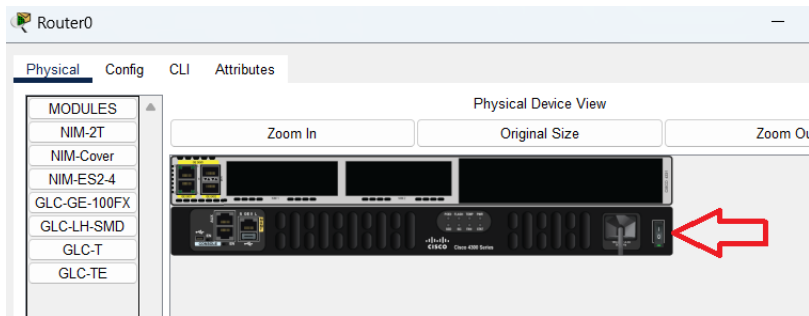 Router0
Physical Config CLI Attributes
MODULES
NIM-2T
NIM-Cover
NIM-ES2-4
GLC-GE-100FX
GLC-LH-SMD
GLC-T
GLC-TE
Physical Device View
Zoom In Original Size Zoom Ou
CISCO Cisco 4300 Series
CONSOLE